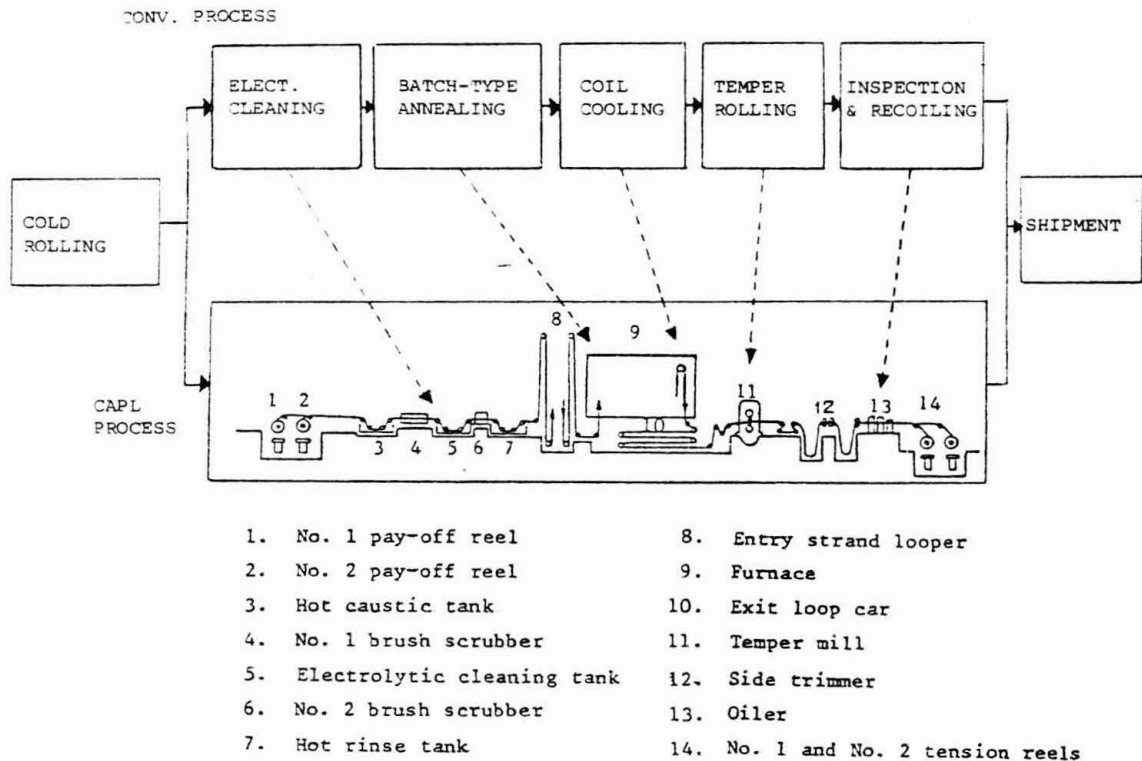 CONV. PROCESS
ELECT.
CLEANING
BATCH-TYPE
ANNEALING
COIL
COOLING
TEMPER
ROLLING
INSPECTION
& RECOILING
COLD
ROLLING
SHIPMENT
CAPL
PROCESS
1 2 3 4 5 6 7 8 9 11 12 13 14
1. No. 1 pay-off reel
2. No. 2 pay-off reel
3. Hot caustic tank
4. No. 1 brush scrubber
5. Electrolytic cleaning tank
6. No. 2 brush scrubber
7. Hot rinse tank
8. Entry strand looper
9. Furnace
10. Exit loop car
11. Temper mill
12. Side trimmer
13. Oiler
14. No. 1 and No. 2 tension reels